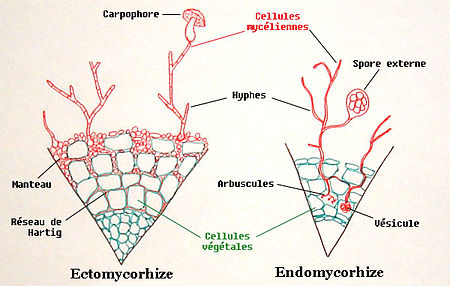 Carpophore
Cellules
mycéliennes
Spore externe
Hyphes
Manteau
Arbuscules
Réseau de
Hartig
Cellules
végétales
Vésicule
Ectomycorhize
Endomycorhize